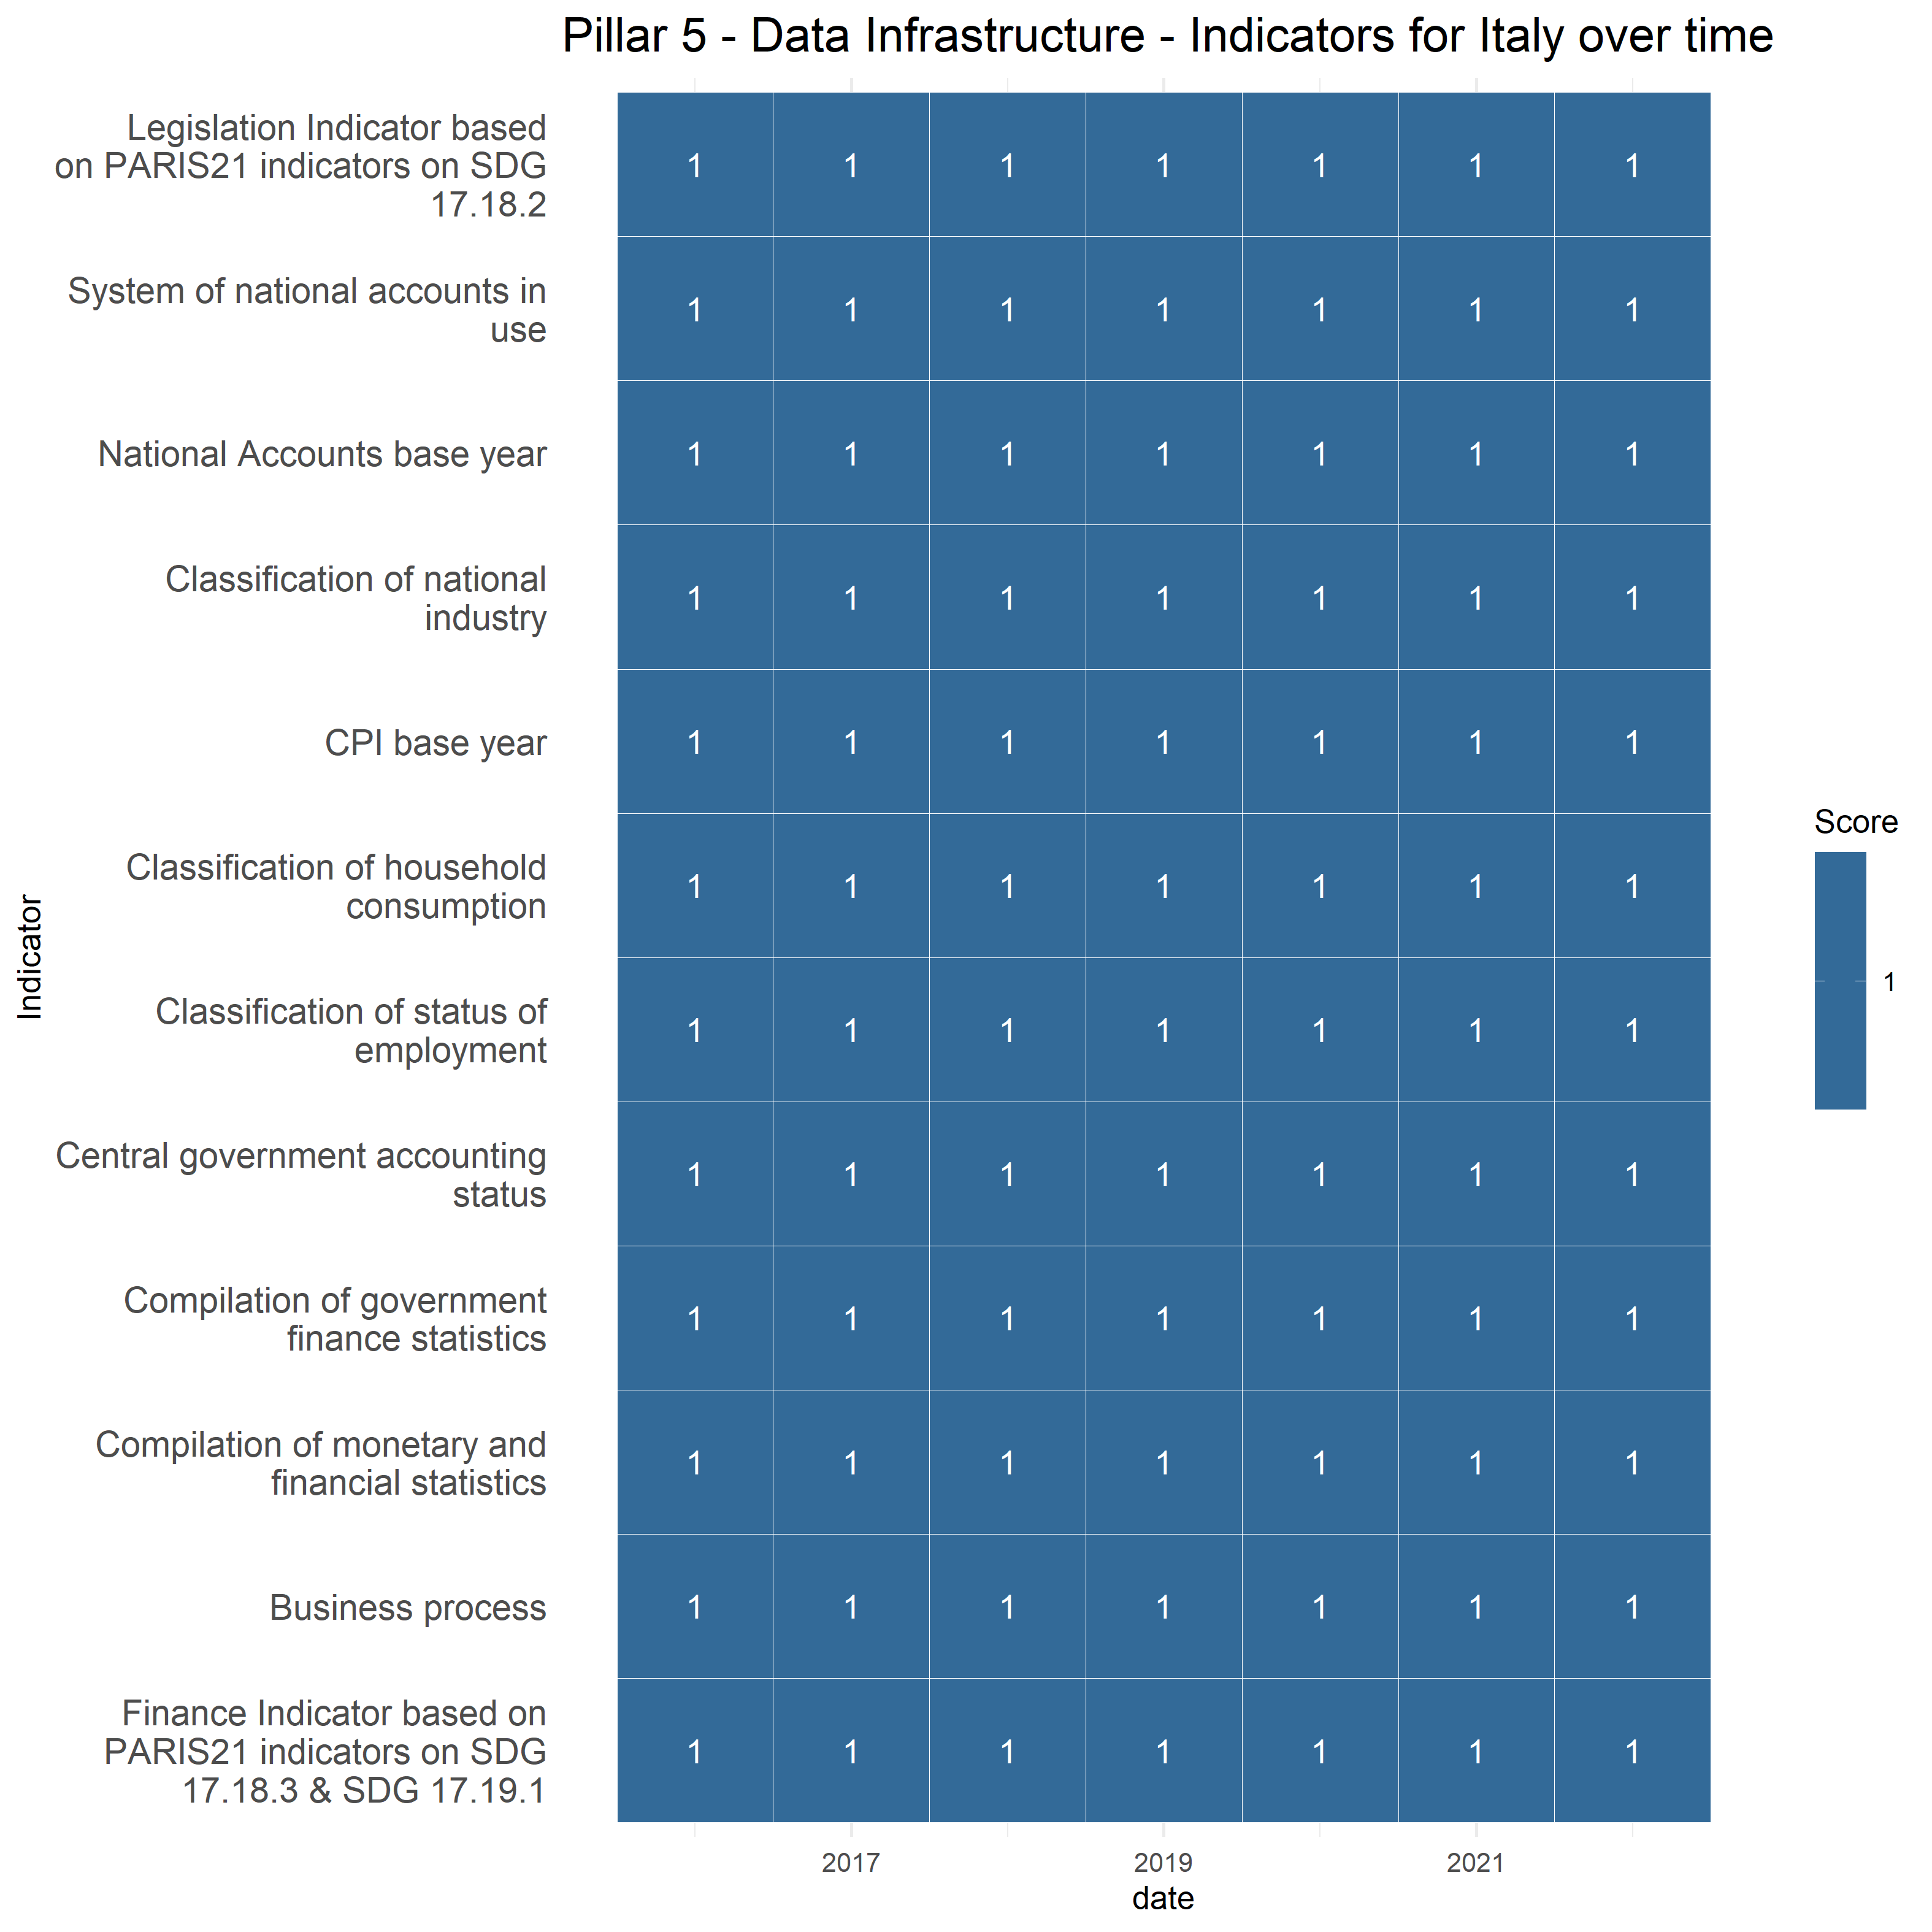 Pillar 5 - Data Infrastructure - Indicators for Italy over time
Legislation Indicator based
on PARIS21 indicators on SDG
17.18.2
1 1 1 1 1 1 1
System of national accounts in
use
1 1 1 1 1 1 1
National Accounts base year
1 1 1 1 1 1 1
Classification of national
industry
1 1 1 1 1 1 1
CPI base year
1 1 1 1 1 1 1
Classification of household
consumption
1 1 1 1 1 1 1
Classification of status of
employment
1 1 1 1 1 1 1
Central government accounting
status
1 1 1 1 1 1 1
Compilation of government
finance statistics
1 1 1 1 1 1 1
Compilation of monetary and
financial statistics
1 1 1 1 1 1 1
Business process
1 1 1 1 1 1 1
Finance Indicator based on
PARIS21 indicators on SDG
17.18.3 & SDG 17.19.1
1 1 1 1 1 1 1
Indicator
2017 2019 2021
date
Score
1